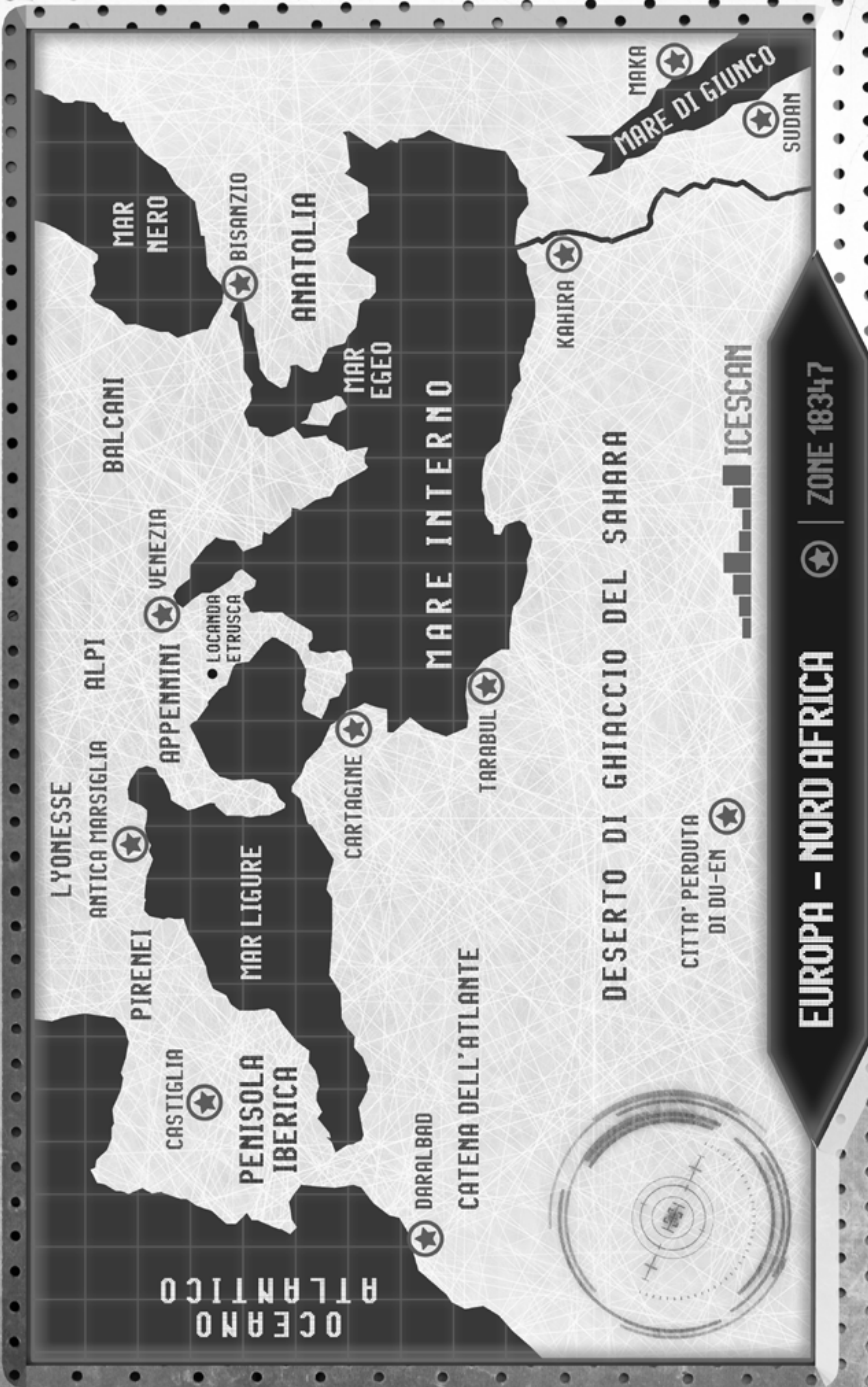 LYONESSE
ALPI
BALCANI
MAR
NERO
ANTICA MARSIGLIA
PIRENEI
VENEZIA
APPENNINI
CASTIGLIA
LOCANDA
ETRUSCA
BISANZIO
OCEANO
ATLANTICO
PENISOLA
IBERICA
MAR LIGURE
ANATOLIA
CARTAGINE
MAR
EGEO
DARALBAD
MARE INTERNO
CATENA DELL'ATLANTE
TARABUL
KAHIRA
DESERTO DI GHIACCIO DEL SAHARA
MAKA
MARE DI GIUNCO
SUDAN
CITTA' PERDUTA
DI DU-EN
ICESCAN
EUROPA - NORD AFRICA
ZONE 18347